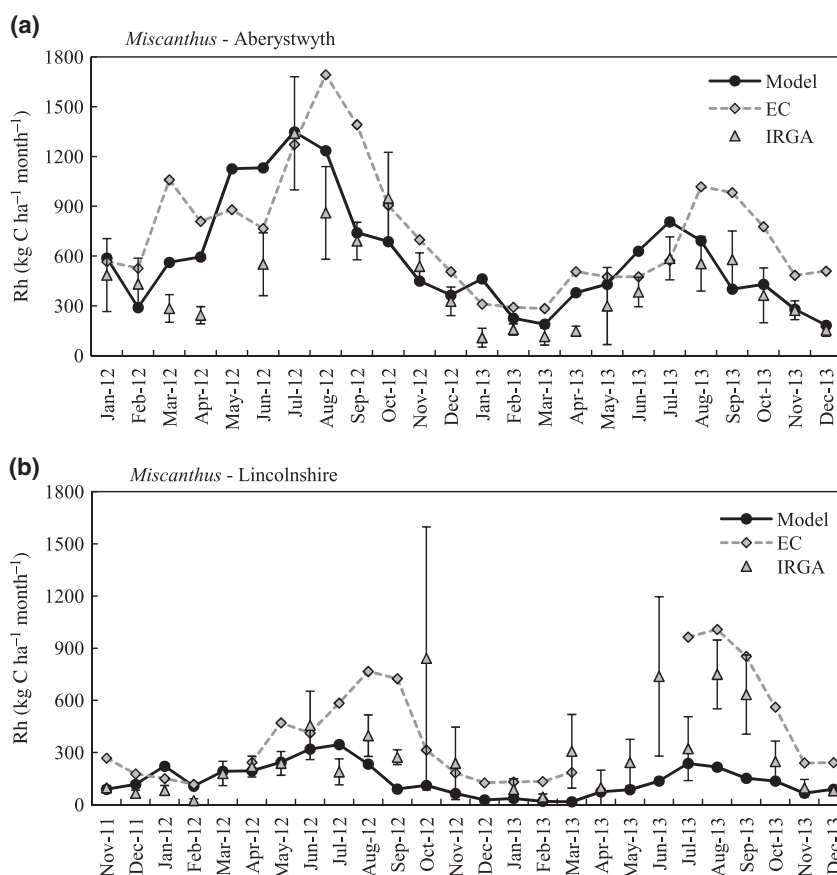 (a)
Miscanthus - Aberystwyth
1800
1500
1200
900
600
300
0
Rh (kg C ha⁻¹ month⁻¹)
Model
EC
IRGA
Jan-12
Feb-12
Mar-12
Apr-12
May-12
Jun-12
Jul-12
Aug-12
Sep-12
Oct-12
Nov-12
Dec-12
Jan-13
Feb-13
Mar-13
Apr-13
May-13
Jun-13
Jul-13
Aug-13
Sep-13
Oct-13
Nov-13
Dec-13
(b)
Miscanthus - Lincolnshire
1800
1500
1200
900
600
300
0
Rh (kg C ha⁻¹ month⁻¹)
Model
EC
IRGA
Nov-11
Dec-11
Jan-12
Feb-12
Mar-12
Apr-12
May-12
Jun-12
Jul-12
Aug-12
Sep-12
Oct-12
Nov-12
Dec-12
Jan-13
Feb-13
Mar-13
Apr-13
May-13
Jun-13
Jul-13
Aug-13
Sep-13
Oct-13
Nov-13
Dec-13